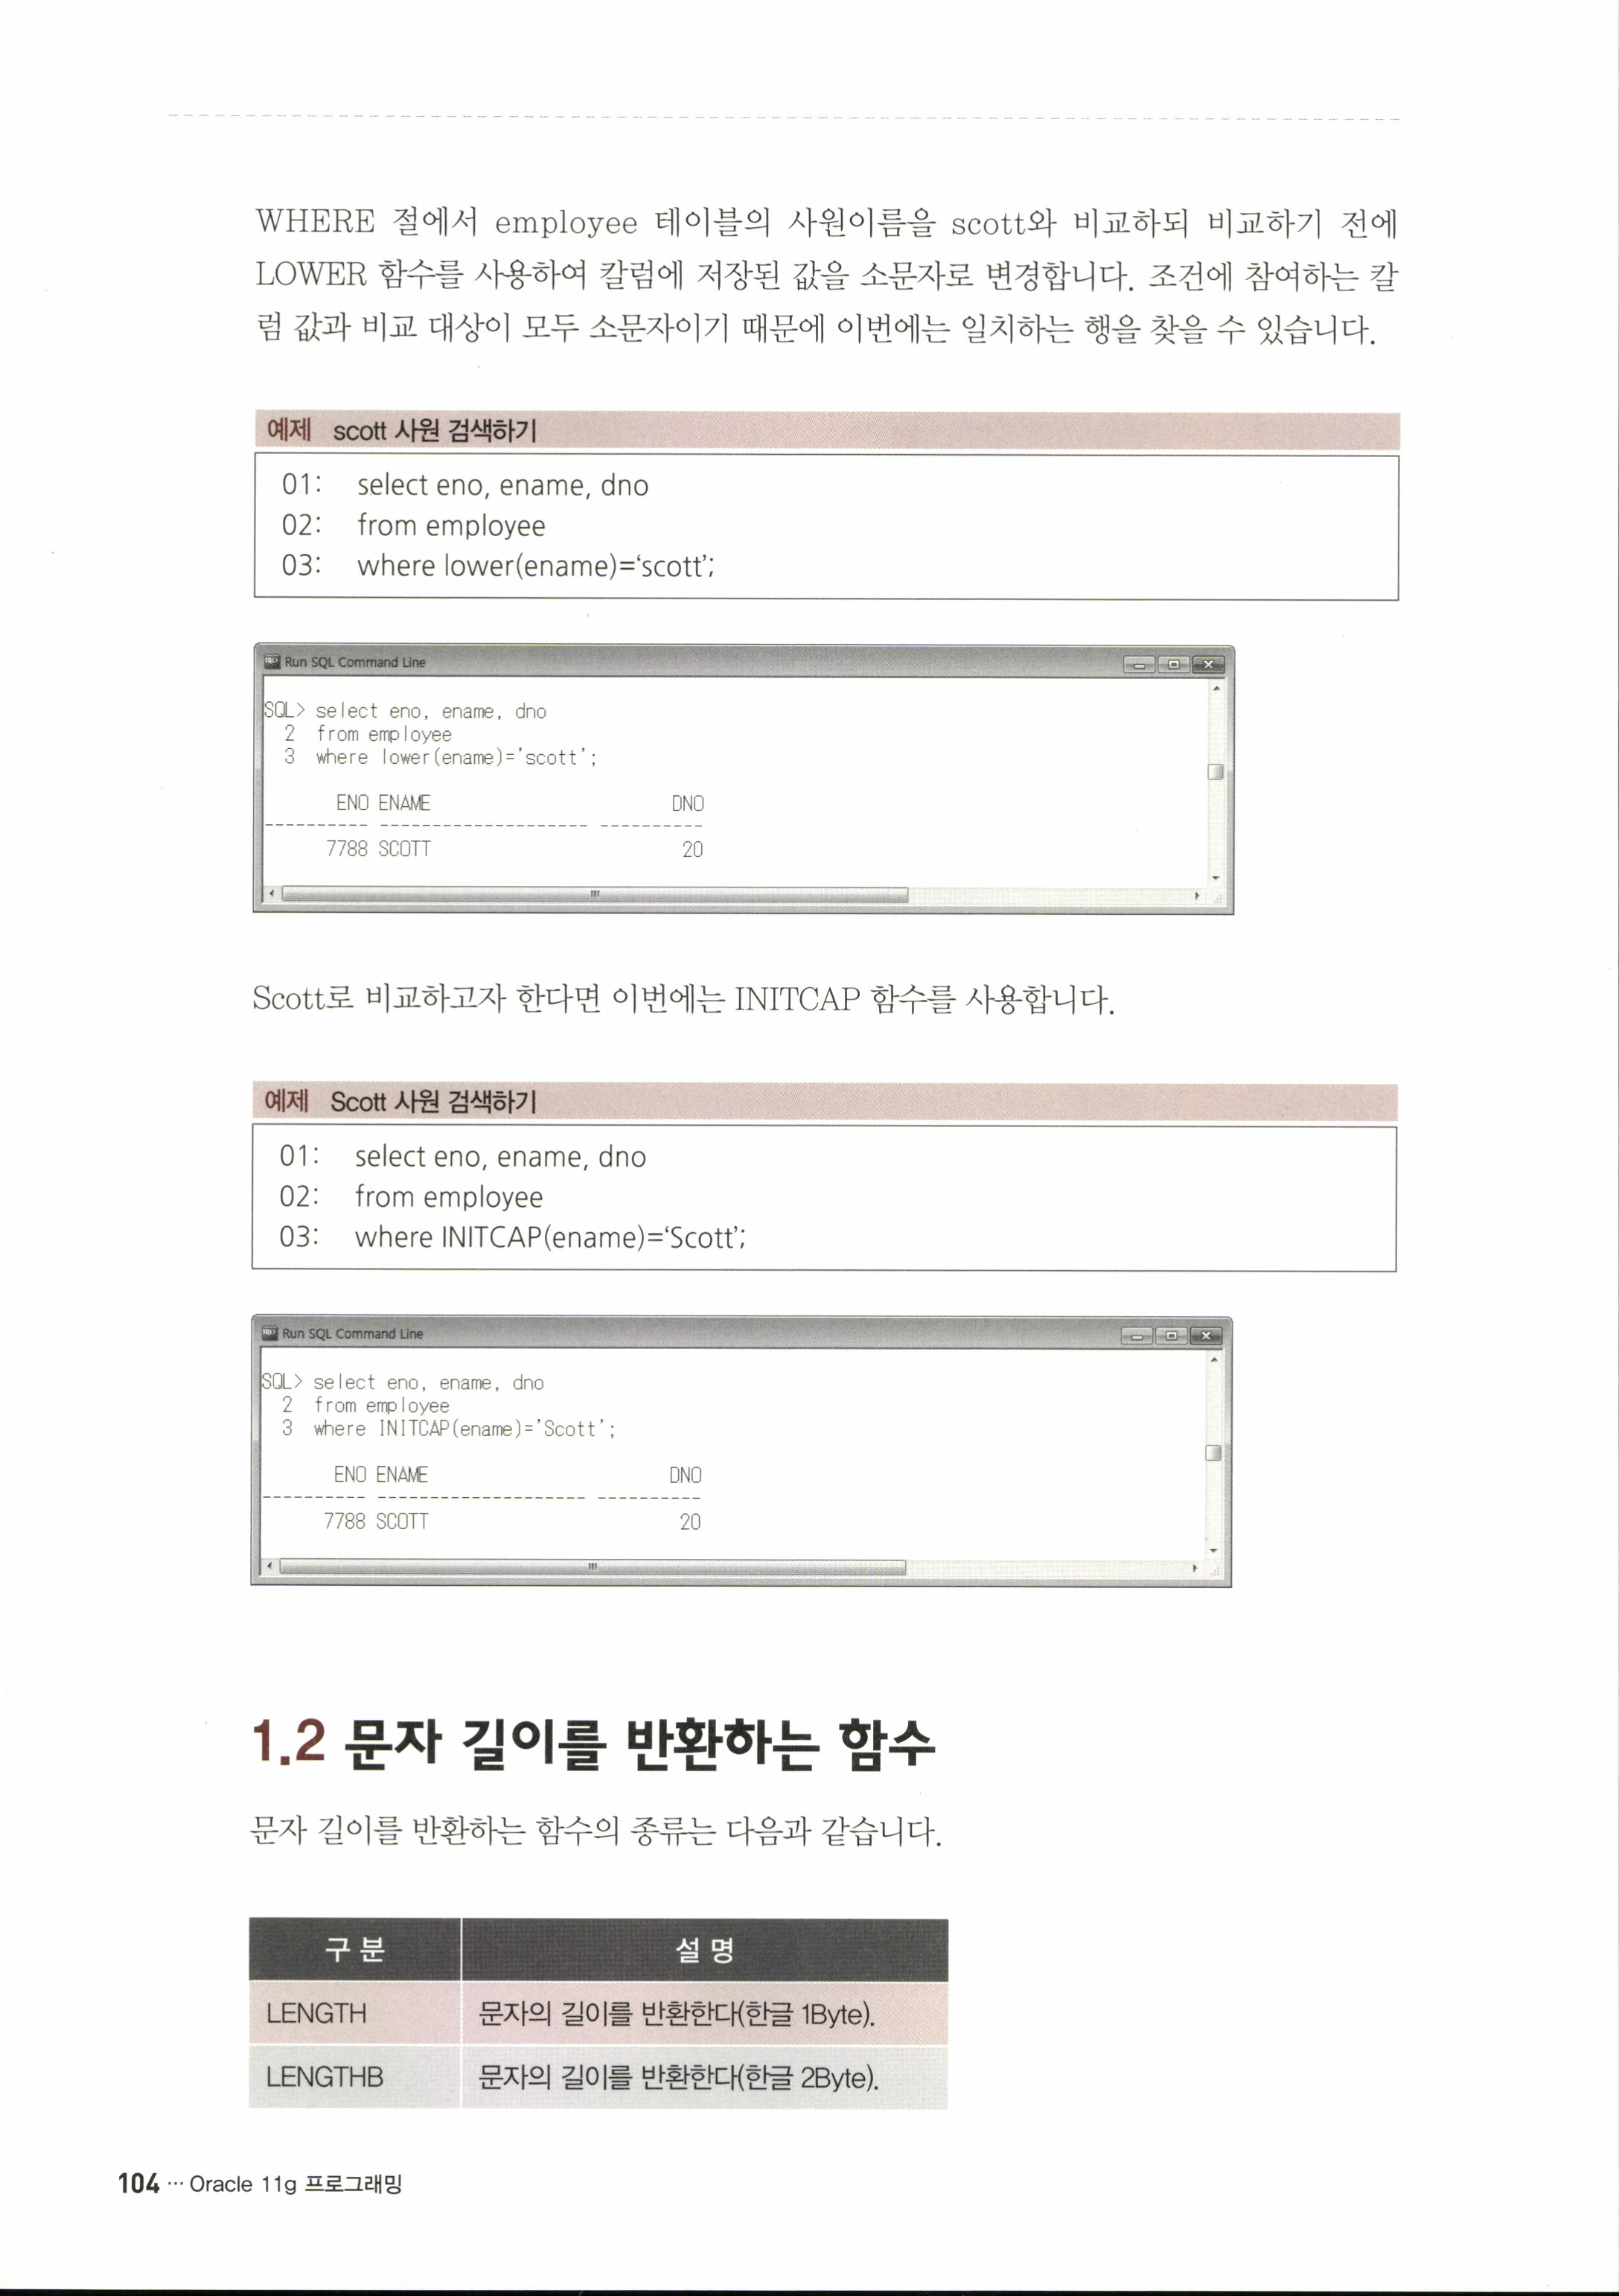 WHERE 절에서 employee 테이블의 사원이름을 scott와 비교하되 비교하기 전에
LOWER 함수를 사용하여 칼럼에 저장된 값을 소문자로 변경합니다. 조건에 참여하는 칼
럼 값과 비교 대상이 모두 소문자이기 때문에 이번에는 일치하는 행을 찾을 수 있습니다.
예제 scott 사원 검색하기
01: select eno, ename, dno
02: from employee
03: where lower(ename)=‘scott’;
Run SQL Command Line
SQL> select eno, ename, dno
2 from employee
3 where lower(ename)='scott';
ENO ENAME DNO
---------- -------------------- ----------
7788 SCOTT 20
Scott로 비교하고자 한다면 이번에는 INITCAP 함수를 사용합니다.
예제 Scott 사원 검색하기
01: select eno, ename, dno
02: from employee
03: where INITCAP(ename)=‘Scott’;
Run SQL Command Line
SQL> select eno, ename, dno
2 from employee
3 where INITCAP(ename)='Scott';
ENO ENAME DNO
---------- -------------------- ----------
7788 SCOTT 20
1.2 문자 길이를 반환하는 함수
문자 길이를 반환하는 함수의 종류는 다음과 같습니다.
구 분 설 명
LENGTH 문자의 길이를 반환한다(한글 1Byte).
LENGTHB 문자의 길이를 반환한다(한글 2Byte).
104 ··· Oracle 11g 프로그래밍